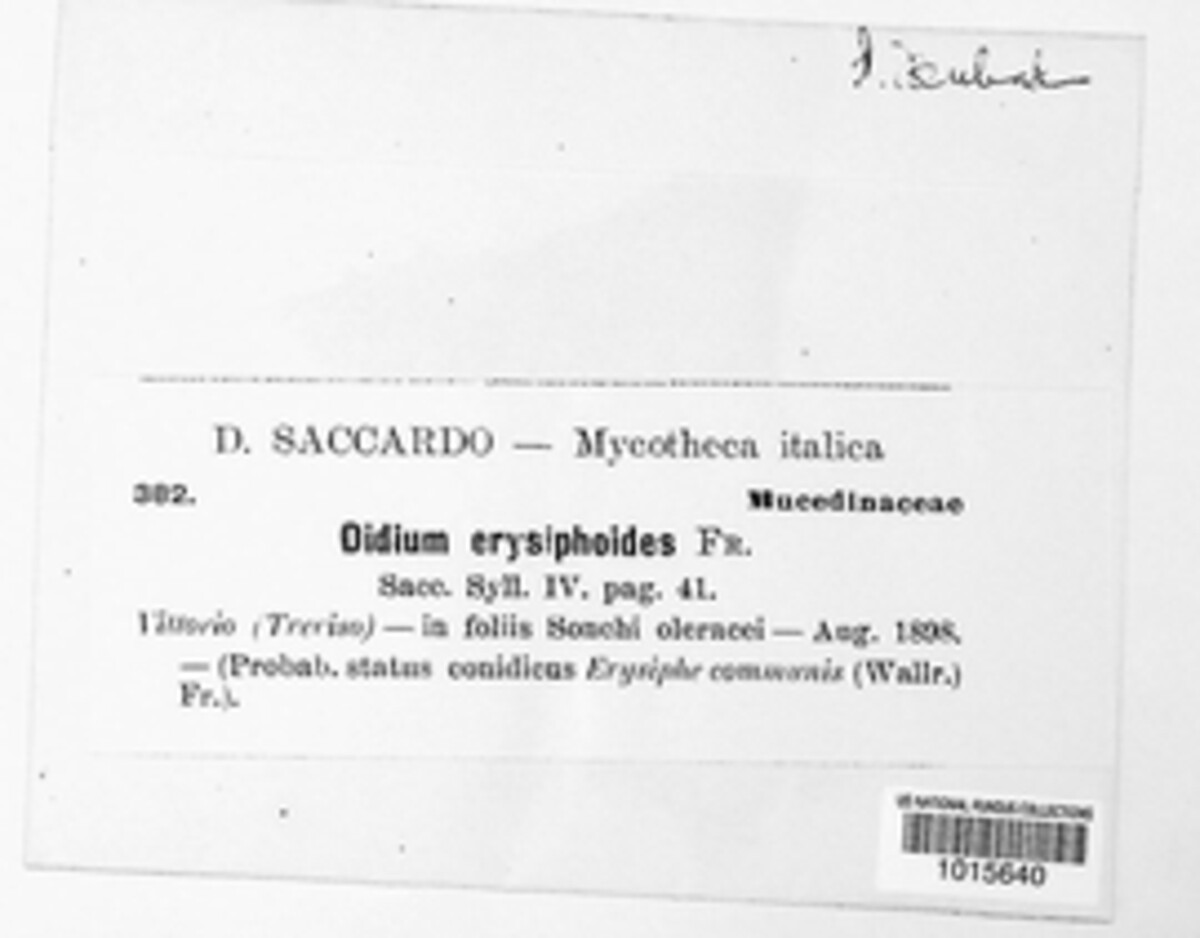 D. SACCARDO — Mycotheca italica
382. Mucedinaceae
Oidium erysiphoides FR.
Sacc. Syll. IV. pag. 41.
Vittorio (Treviso) — in foliis Sonchi oleracei — Aug. 1898.
— (Probab. status conidicus Erysiphe communis (Wallr.)
Fr.).
US NATIONAL FUNGUS COLLECTIONS
1015640